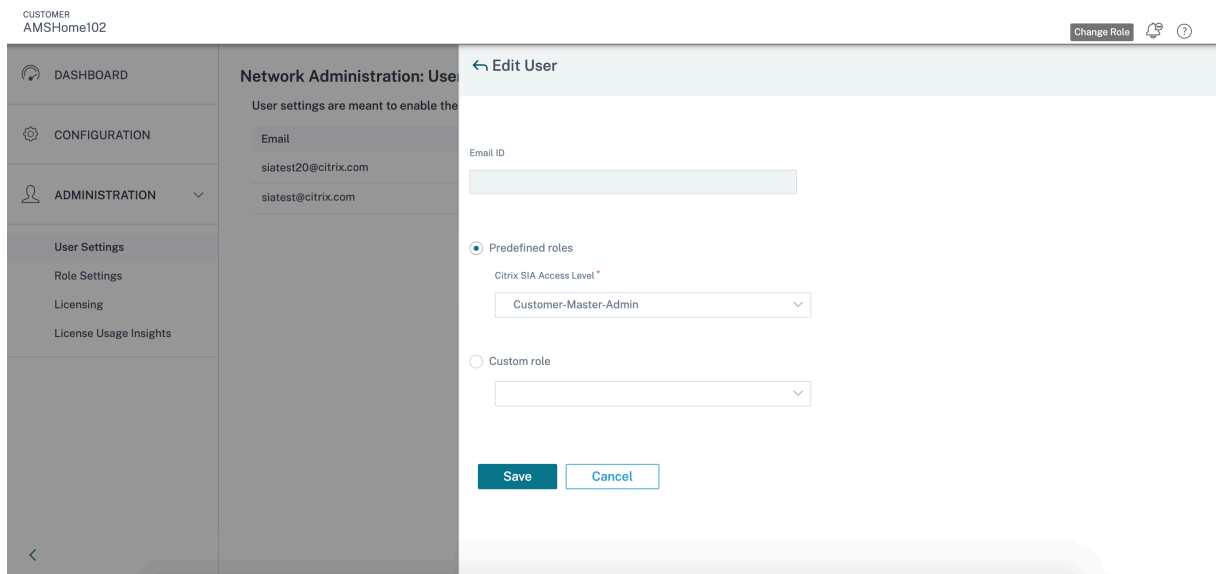 CUSTOMER
AMSHome102
Change Role
DASHBOARD
CONFIGURATION
ADMINISTRATION
User Settings
Role Settings
Licensing
License Usage Insights
Network Administration: Use
User settings are meant to enable the
Email
siatest20@citrix.com
siatest@citrix.com
Edit User
Email ID
Predefined roles
Citrix SIA Access Level *
Customer-Master-Admin
Custom role
Save
Cancel